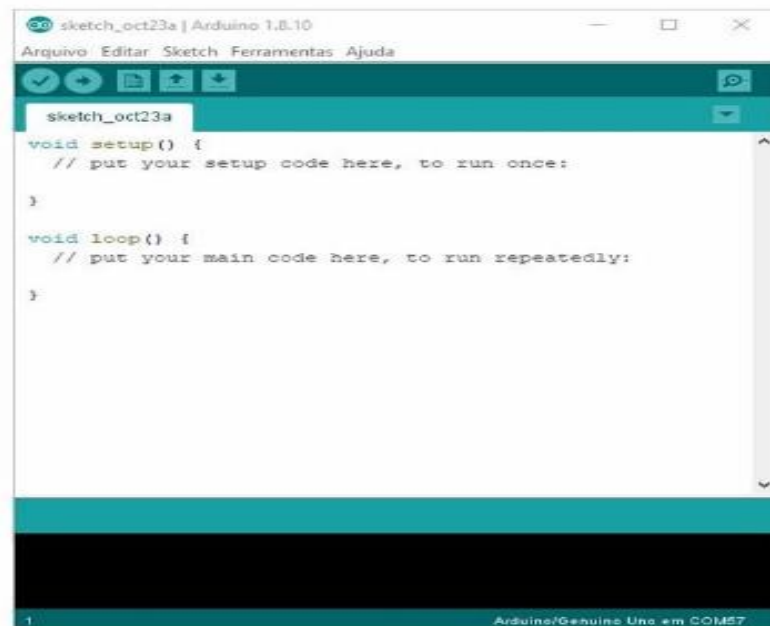 sketch_oct23a | Arduino 1.8.10
Arquivo Editar Sketch Ferramentas Ajuda
sketch_oct23a
void setup() {
// put your setup code here, to run once:
}
void loop() {
// put your main code here, to run repeatedly:
}
1 Arduino/Genuino Uno em COM57